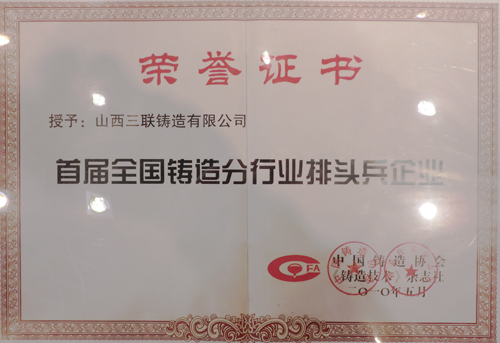 荣誉证书
授予：山西三联铸造有限公司
首届全国铸造分行业排头兵企业
CFA
中国铸造协会
《铸造技术》杂志社
二〇一〇年五月